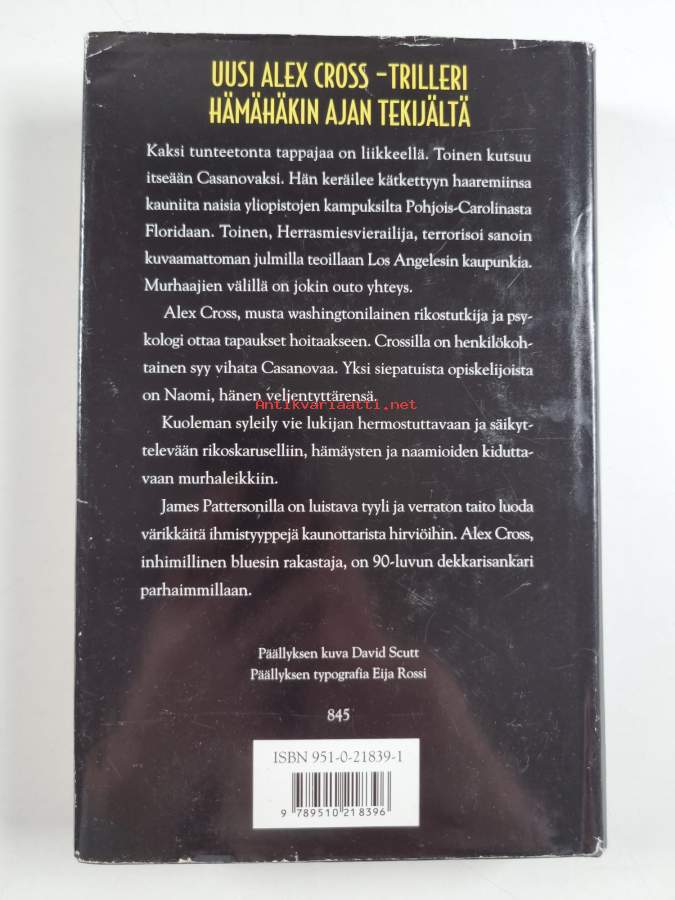 UUSI ALEX CROSS -TRILLERI
HÄMÄHÄKIN AJAN TEKIJÄLTÄ
Kaksi tunteetonta tappajaa on liikkeellä. Toinen kutsuu
itseään Casanovaksi. Hän keräilee kätkettyyn haaremiinsa
kauniita naisia yliopistojen kampuksilta Pohjois-Carolinasta
Floridaan. Toinen, Herrasmiesvierailija, terrorisoi sanoin
kuvaamattoman julmilla teoillaan Los Angelesin kaupunkia.
Murhaajien välillä on jokin outo yhteys.
Alex Cross, musta washingtonilainen rikostutkija ja psy-
kologi ottaa tapaukset hoitaakseen. Crossilla on henkilökoh-
tainen syy vihata Casanovaa. Yksi siepatuista opiskelijoista
on Naomi, hänen veljentyttärensä.
Antikvariaatti.net
Kuoleman syleily vie lukijan hermostuttavaan ja säikyt-
televään rikoskaruselliin, hämäysten ja naamioiden kidutta-
vaan murhaleikkiin.
James Pattersonilla on luistava tyyli ja verraton taito luoda
värikkäitä ihmistyyppejä kaunottarista hirviöihin. Alex Cross,
inhimillinen bluesin rakastaja, on 90-luvun dekkarisankari
parhaimmillaan.
Päällyksen kuva David Scutt
Päällyksen typografia Eija Rossi
845
ISBN 951-0-21839-1
9 789510 218396